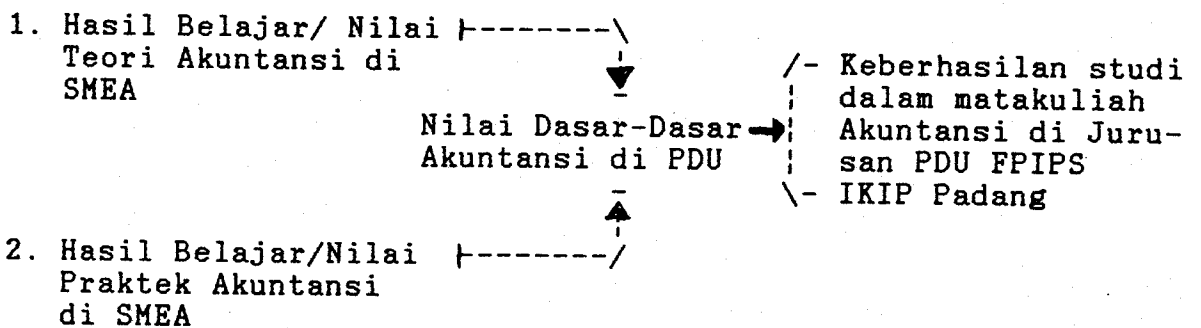 1. Hasil Belajar/ Nilai
Teori Akuntansi di
SMEA
Nilai Dasar-Dasar
Akuntansi di PDU
/- Keberhasilan studi
dalam matakuliah
Akuntansi di Juru-
san PDU FPIPS
\- IKIP Padang
2. Hasil Belajar/Nilai
Praktek Akuntansi
di SMEA